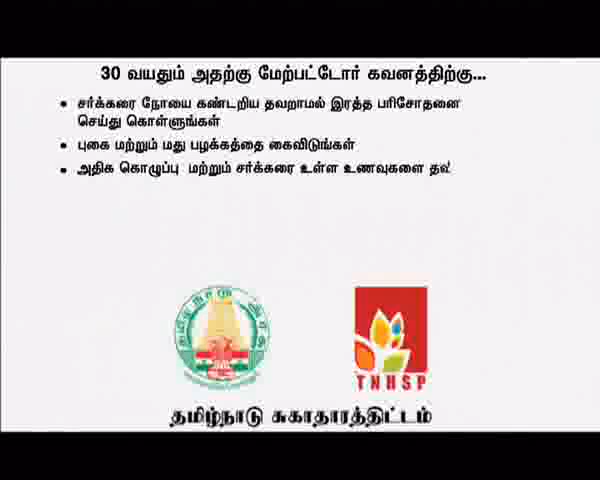 30 வயதும் அதற்கு மேற்பட்டோர் கவனத்திற்கு...
• சர்க்கரை நோயை கண்டறிய தவறாமல் இரத்த பரிசோதனை
செய்து கொள்ளுங்கள்
• புகை மற்றும் மது பழக்கத்தை கைவிடுங்கள்
• அதிக கொழுப்பு மற்றும் சர்க்கரை உள்ள உணவுகளை
TNHSP
தமிழ்நாடு சுகாதாரத்திட்டம்